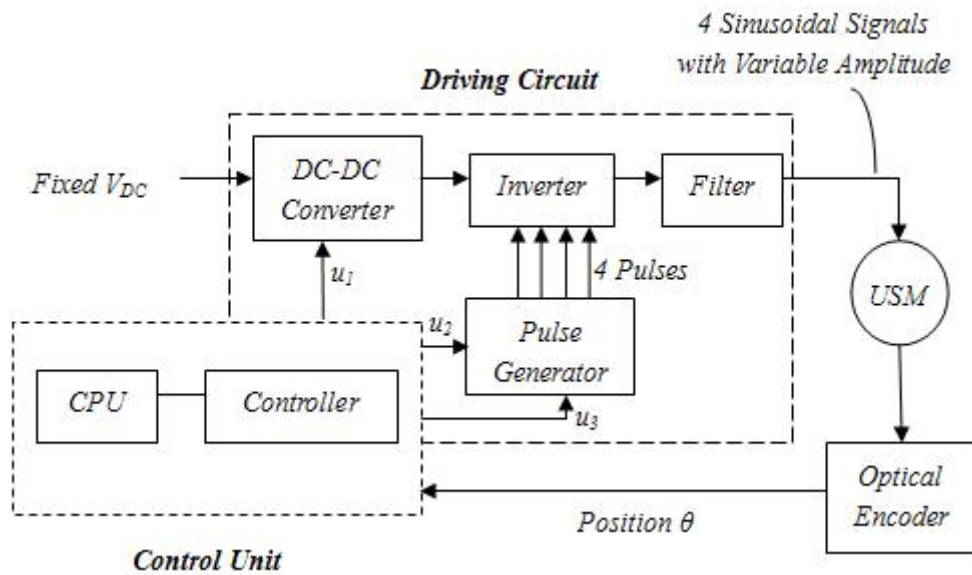 4 Sinusoidal Signals
with Variable Amplitude
Driving Circuit
Fixed VDC
DC-DC
Converter
Inverter
Filter
u1
4 Pulses
USM
u2
Pulse
Generator
CPU
Controller
u3
Optical
Encoder
Position θ
Control Unit